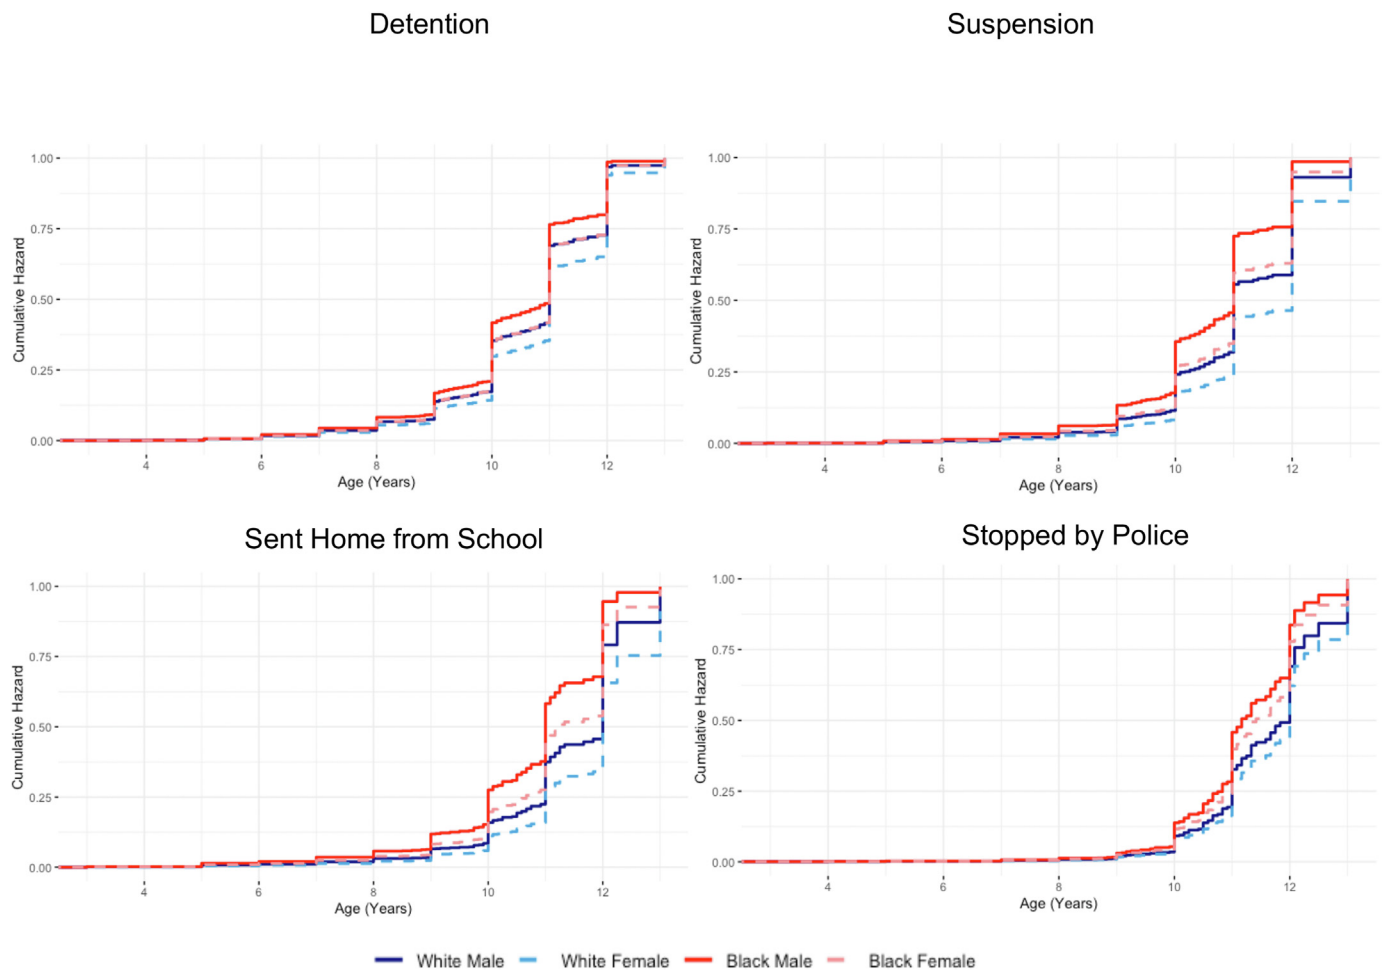 Detention
Suspension
1.00
0.75
0.50
0.25
0.00
Cumulative Hazard
4 6 8 10 12
Age (Years)
1.00
0.75
0.50
0.25
0.00
Cumulative Hazard
4 6 8 10 12
Age (Years)
Sent Home from School
Stopped by Police
1.00
0.75
0.50
0.25
0.00
Cumulative Hazard
4 6 8 10 12
Age (Years)
1.00
0.75
0.50
0.25
0.00
Cumulative Hazard
4 6 8 10 12
Age (Years)
White Male White Female Black Male Black Female